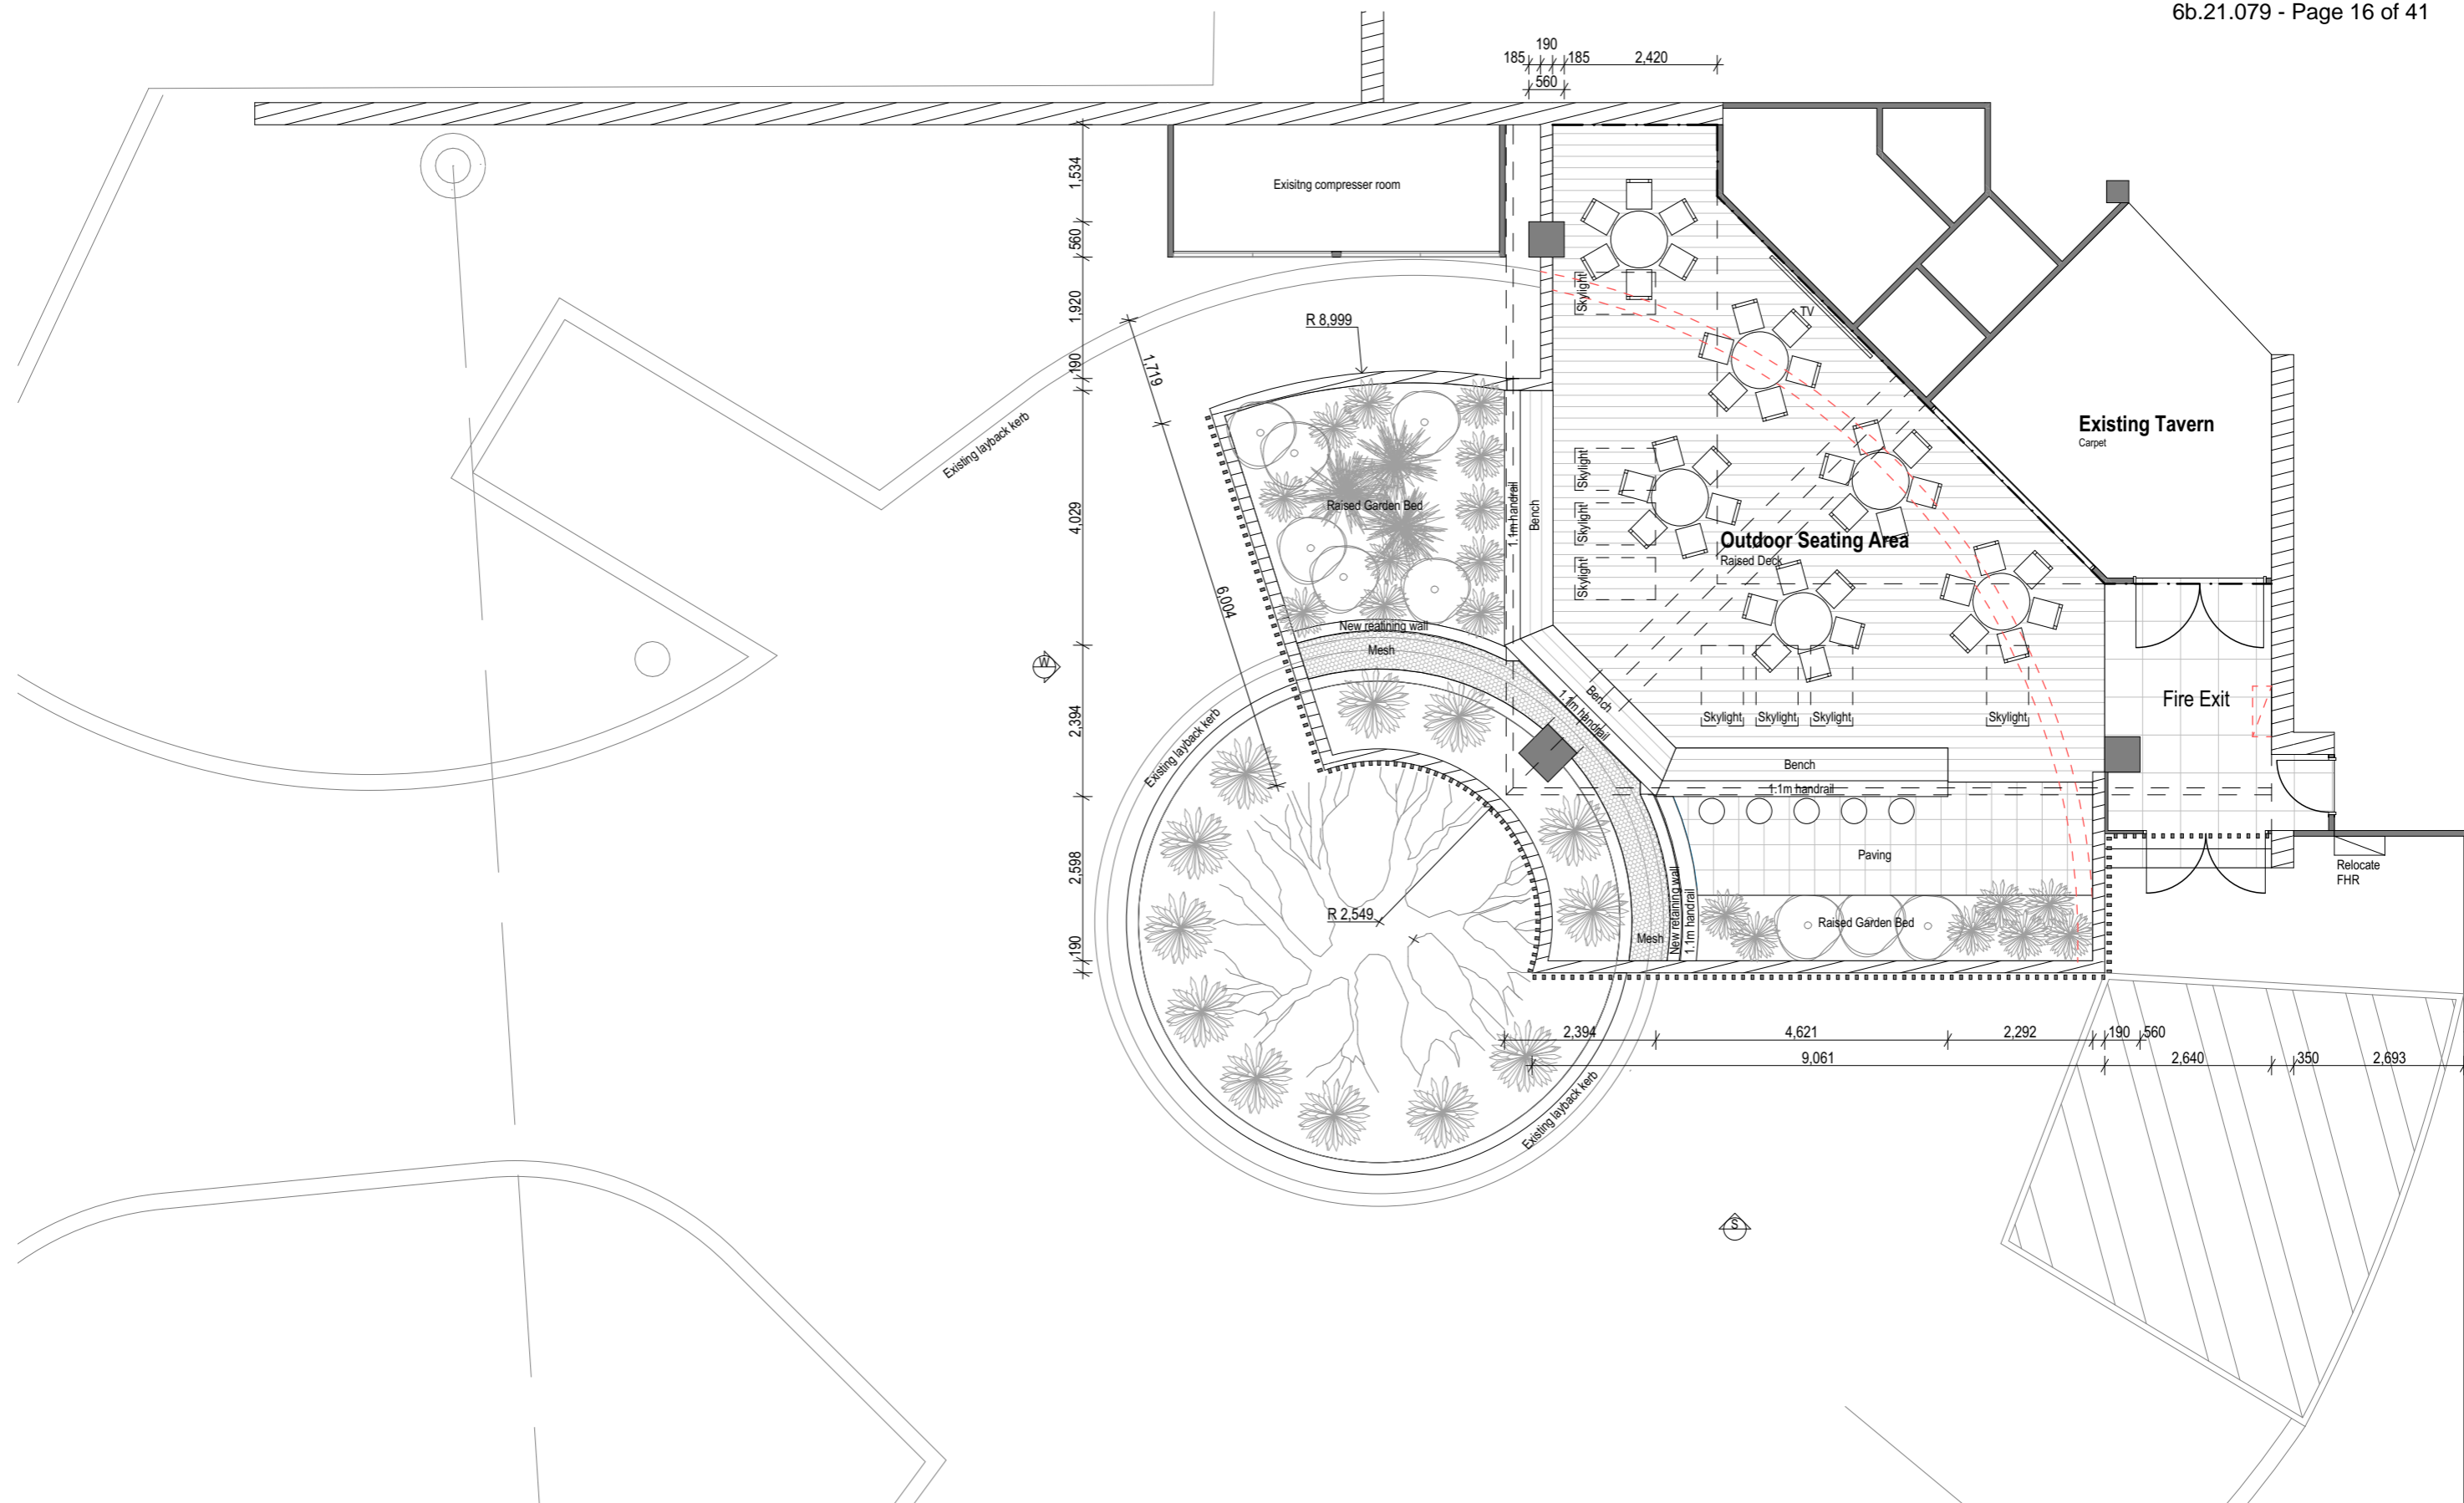 6b.21.079 - Page 16 of 41
190
185
185
2,420
560
1,534
560
1,920
190
4,029
2,394
2,598
190
Exisitng compresser room
R 8,999
1,719
6,004
Existing layback kerb
TV
Skylight
Skylight
Skylight
Skylight
Existing Tavern
Carpet
Raised Garden Bed
1.1m handrail
Bench
Outdoor Seating Area
Raised Deck
New reatining wall
Mesh
W
Bench
1.1m handrail
Skylight
Skylight
Skylight
Skylight
Fire Exit
Existing layback kerb
Bench
1.1m handrail
Paving
Relocate
FHR
R 2,549
Mesh
New retaining wall
1.1m handrail
Raised Garden Bed
2,394
4,621
2,292
190
560
9,061
2,640
350
2,693
Existing layback kerb
S